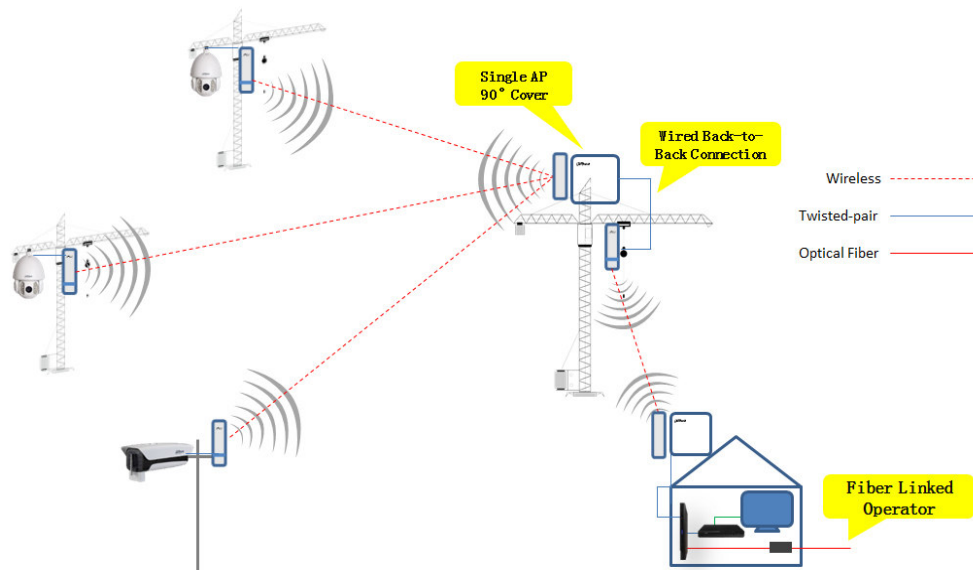 Single AP
90° Cover
Wired Back-to-
Back Connection
Wireless
Twisted-pair
Optical Fiber
Fiber Linked
Operator